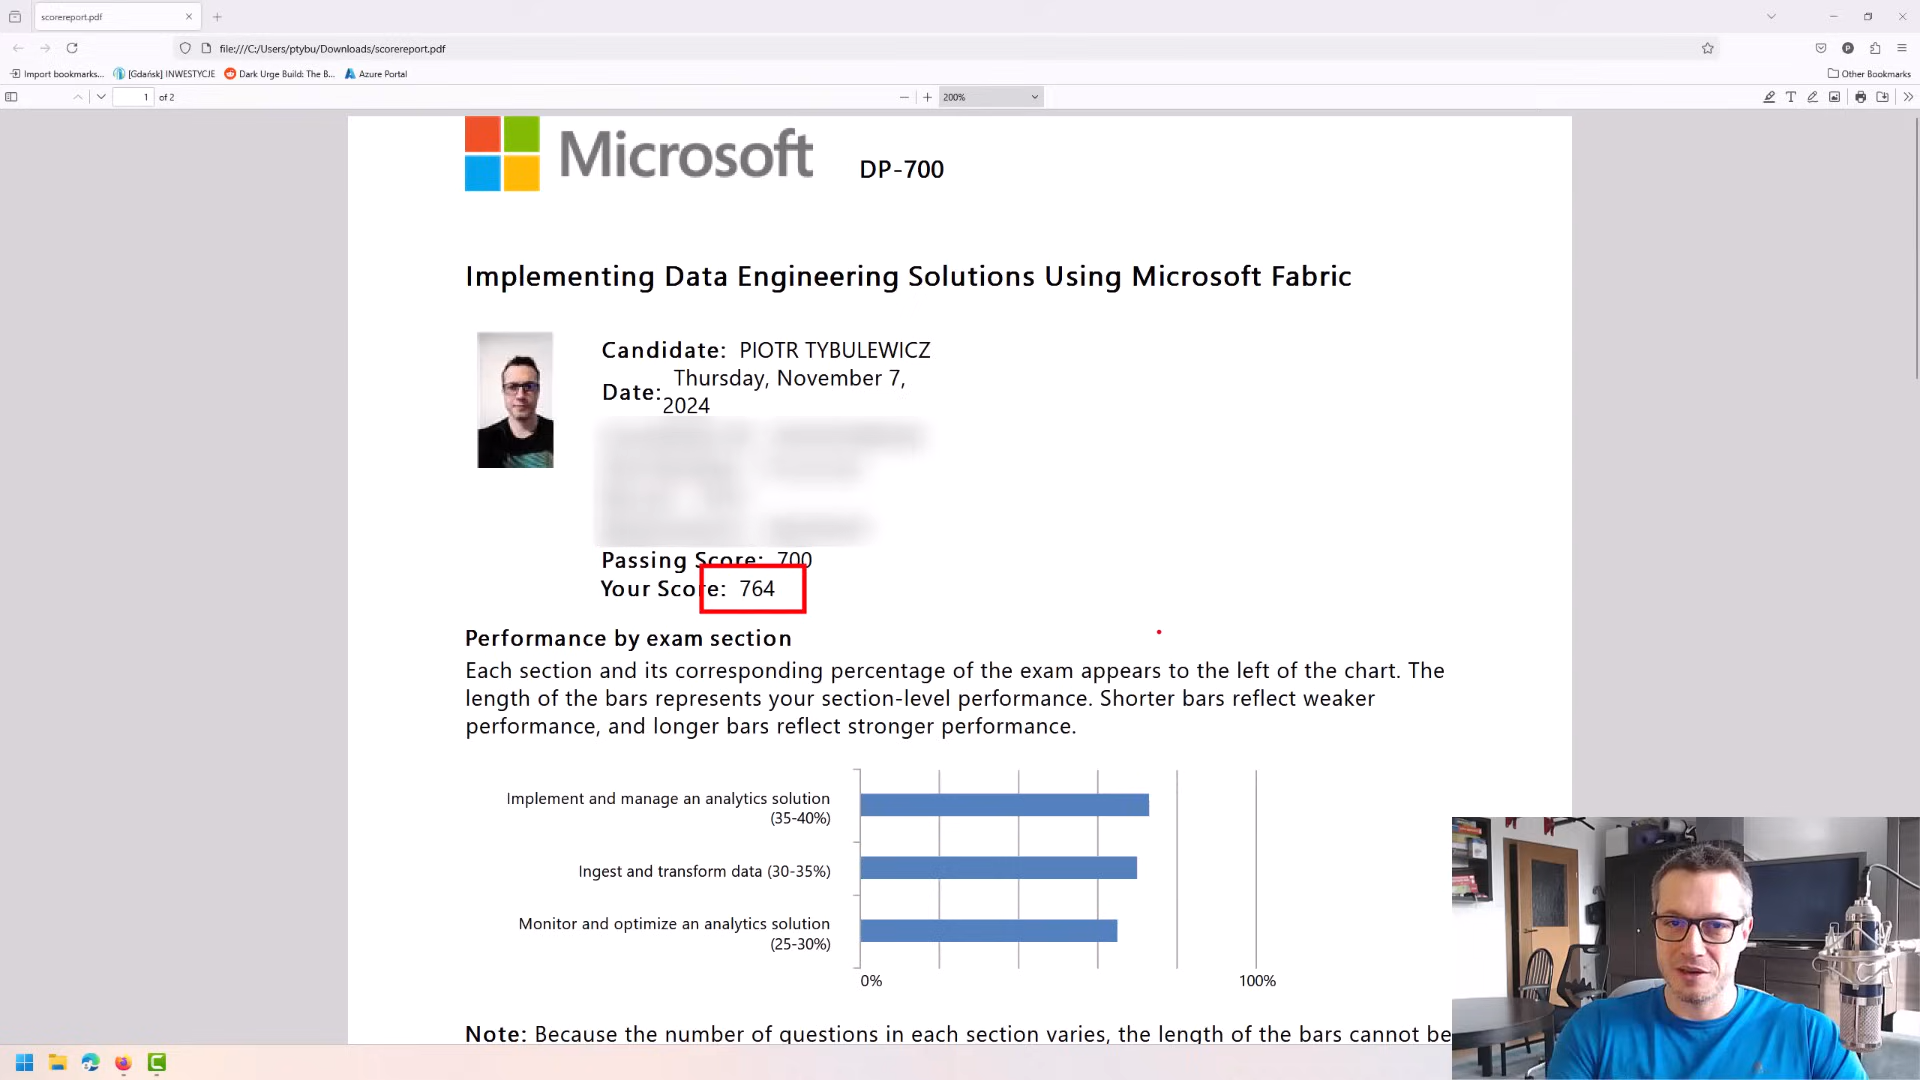 scorereport.pdf
file:///C:/Users/ptybu/Downloads/scorereport.pdf
Import bookmarks... [Gdańsk] INWESTYCJE Dark Urge Build: The B... Azure Portal Other Bookmarks
1 of 2 200%
Microsoft DP-700
Implementing Data Engineering Solutions Using Microsoft Fabric
Candidate: PIOTR TYBULEWICZ
Date: Thursday, November 7,
2024
Passing Score: 700
Your Score: 764
Performance by exam section
Each section and its corresponding percentage of the exam appears to the left of the chart. The
length of the bars represents your section-level performance. Shorter bars reflect weaker
performance, and longer bars reflect stronger performance.
Implement and manage an analytics solution
(35-40%)
Ingest and transform data (30-35%)
Monitor and optimize an analytics solution
(25-30%)
0% 100%
Note: Because the number of questions in each section varies, the length of the bars cannot be